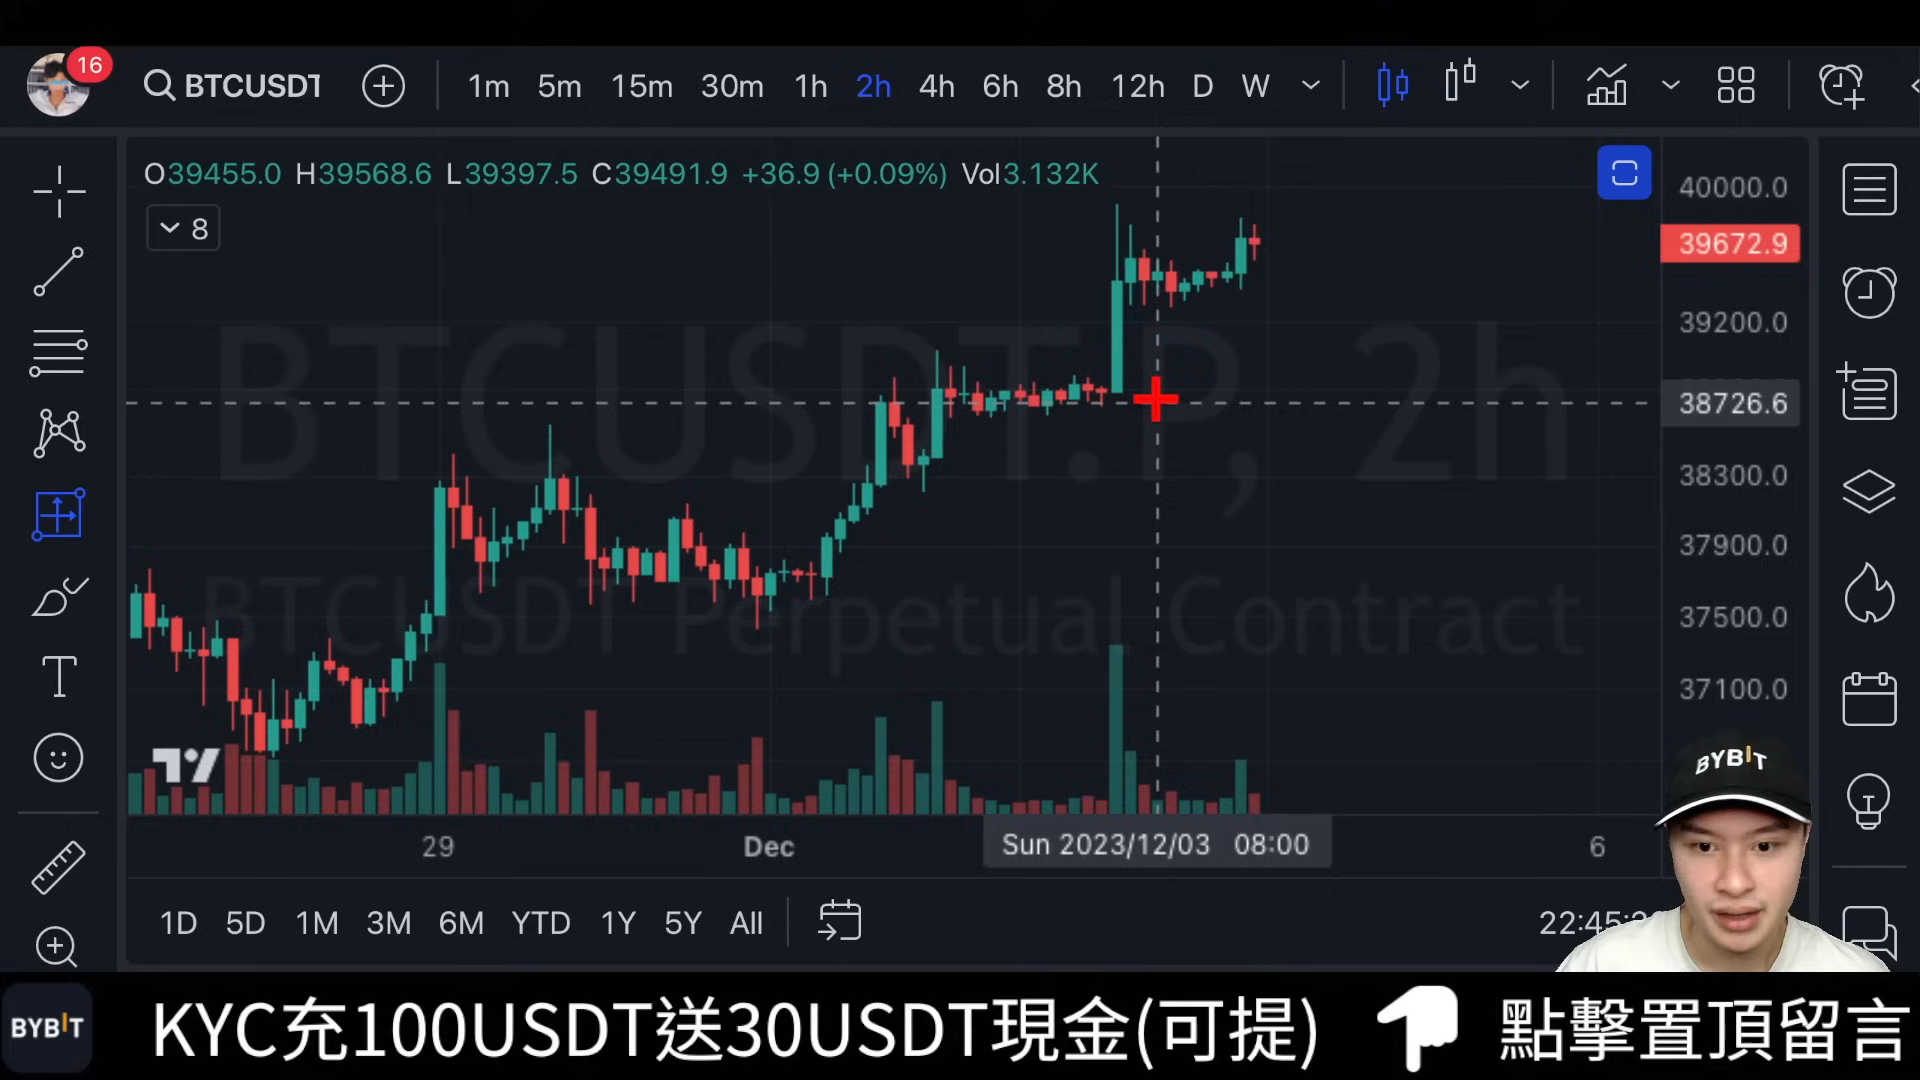 16
BTCUSDT
1m 5m 15m 30m 1h 2h 4h 6h 8h 12h D W
O39455.0 H39568.6 L39397.5 C39491.9 +36.9 (+0.09%) Vol3.132K
8
40000.0
39672.9
39200.0
38726.6
38300.0
37900.0
37500.0
37100.0
BTCUSDT.P, 2h
BTCUSDT Perpetual Contract
29 Dec Sun 2023/12/03 08:00 6
1D 5D 1M 3M 6M YTD 1Y 5Y All
22:45
BYBIT
BYBIT
KYC充100USDT送30USDT現金(可提)
點擊置頂留言